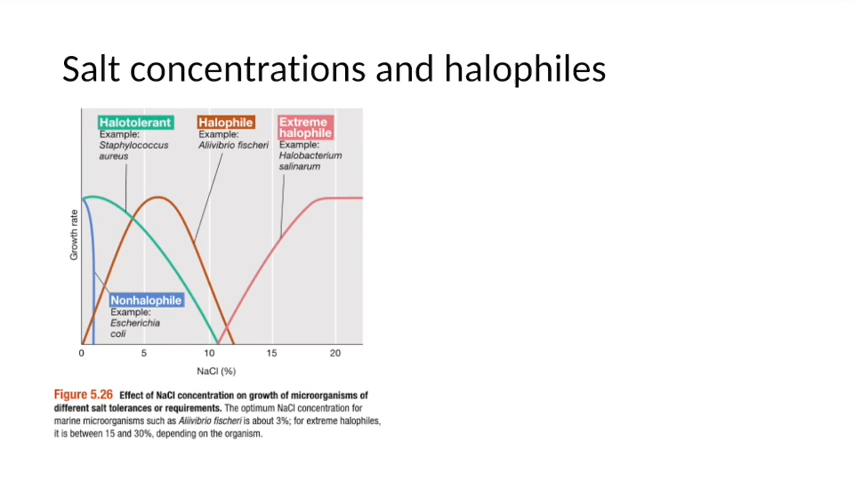 Salt concentrations and halophiles
Halotolerant
Example:
Staphylococcus
aureus
Halophile
Example:
Aliivibrio fischeri
Extreme
halophile
Example:
Halobacterium
salinarum
Growth rate
Nonhalophile
Example:
Escherichia
coli
0 5 10 15 20
NaCl (%)
Figure 5.26 Effect of NaCl concentration on growth of microorganisms of
different salt tolerances or requirements. The optimum NaCl concentration for
marine microorganisms such as Aliivibrio fischeri is about 3%; for extreme halophiles,
it is between 15 and 30%, depending on the organism.